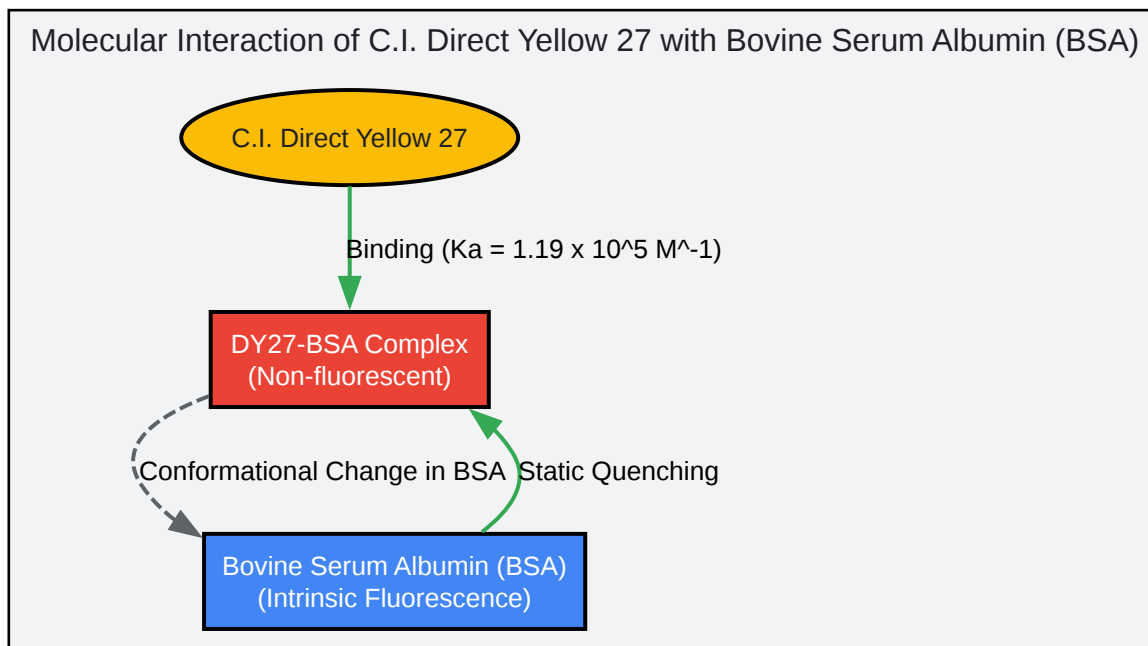 Molecular Interaction of C.I. Direct Yellow 27 with Bovine Serum Albumin (BSA)
C.I. Direct Yellow 27
Binding (Ka = 1.19 x 10^5 M^-1)
DY27-BSA Complex
(Non-fluorescent)
Conformational Change in BSA
Static Quenching
Bovine Serum Albumin (BSA)
(Intrinsic Fluorescence)